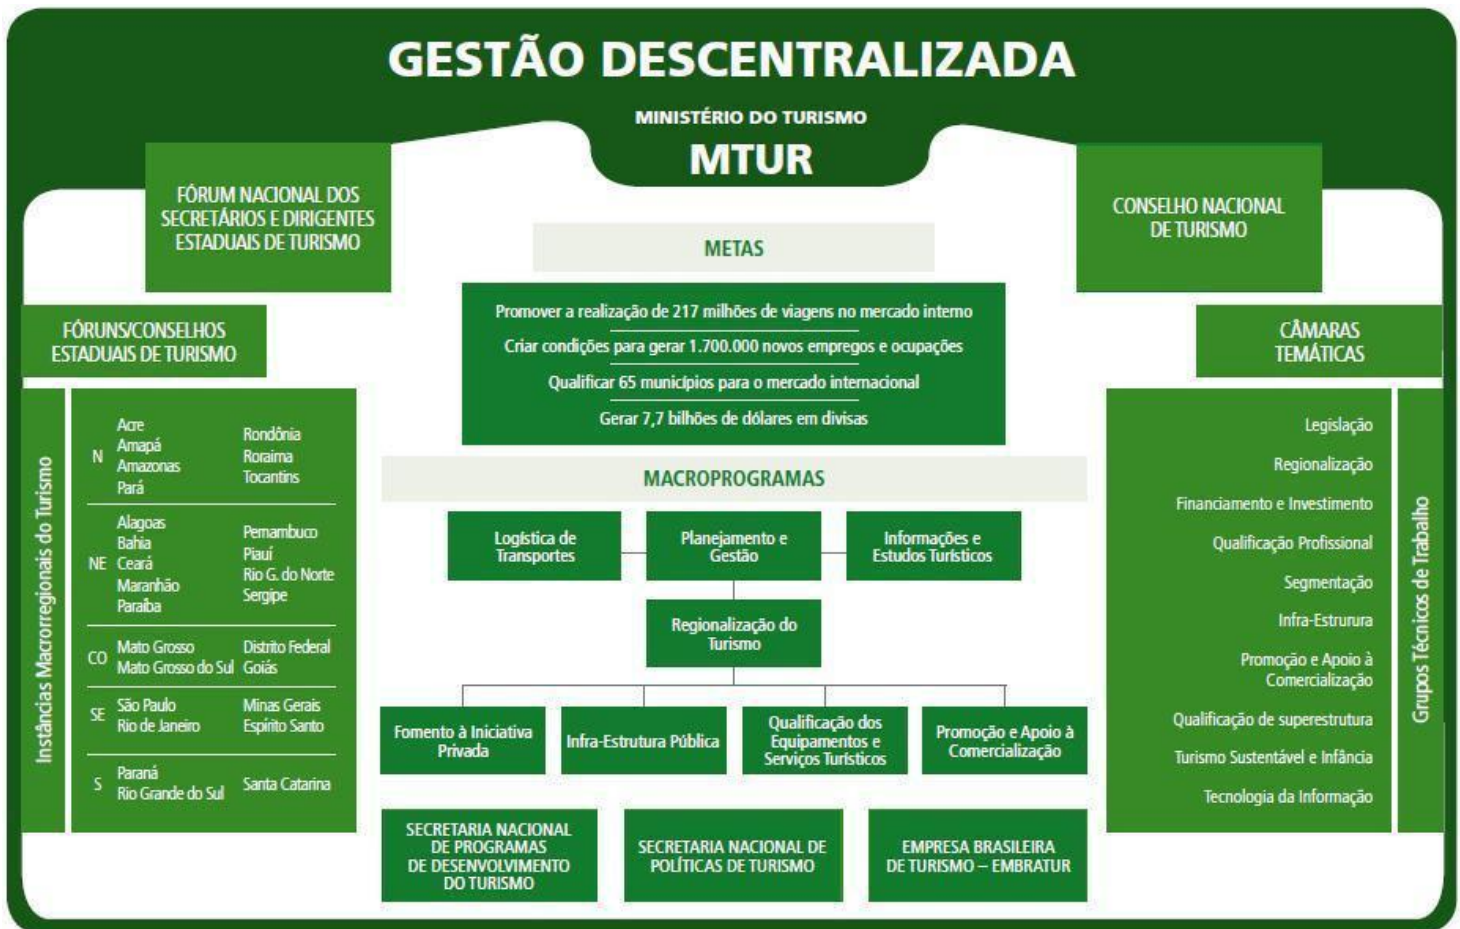 GESTÃO DESCENTRALIZADA
MINISTÉRIO DO TURISMO
MTUR
FÓRUM NACIONAL DOS
SECRETÁRIOS E DIRIGENTES
ESTADUAIS DE TURISMO
CONSELHO NACIONAL
DE TURISMO
METAS
Promover a realização de 217 milhões de viagens no mercado interno
Criar condições para gerar 1.700.000 novos empregos e ocupações
Qualificar 65 municípios para o mercado internacional
Gerar 7,7 bilhões de dólares em divisas
FÓRUNS/CONSELHOS
ESTADUAIS DE TURISMO
Instâncias Macrorregionais do Turismo
N
Acre
Amapá
Amazonas
Pará
Rondônia
Roraima
Tocantins
NE
Alagoas
Bahia
Ceará
Maranhão
Paraíba
Pernambuco
Piauí
Rio G. do Norte
Sergipe
CO
Mato Grosso
Mato Grosso do Sul
Distrito Federal
Goiás
SE
São Paulo
Rio de Janeiro
Minas Gerais
Espírito Santo
S
Paraná
Rio Grande do Sul
Santa Catarina
MACROPROGRAMAS
Logística de
Transportes
Planejamento e
Gestão
Informações e
Estudos Turísticos
Regionalização do
Turismo
Fomento à Iniciativa
Privada
Infra-Estrutura Pública
Qualificação dos
Equipamentos e
Serviços Turísticos
Promoção e Apoio à
Comercialização
SECRETARIA NACIONAL
DE PROGRAMAS
DE DESENVOLVIMENTO
DO TURISMO
SECRETARIA NACIONAL DE
POLÍTICAS DE TURISMO
EMPRESA BRASILEIRA
DE TURISMO – EMBRATUR
CÂMARAS
TEMÁTICAS
Legislação
Regionalização
Financiamento e Investimento
Qualificação Profissional
Segmentação
Infra-Estrurura
Promoção e Apoio à
Comercialização
Qualificação de superestrutura
Turismo Sustentável e Infância
Tecnologia da Informação
Grupos Técnicos de Trabalho